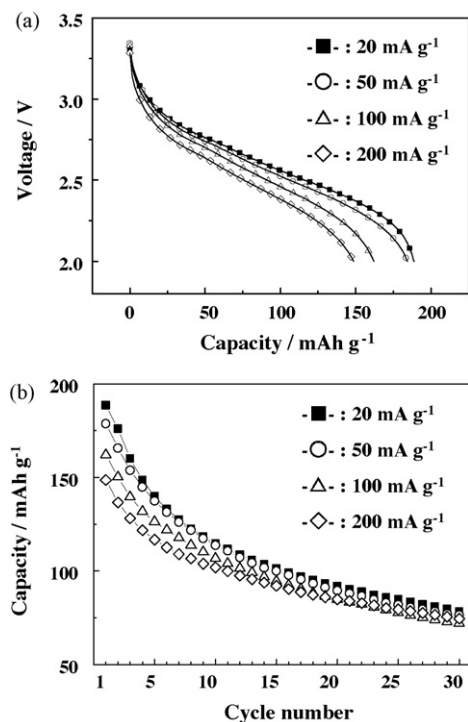 (a)
3.5
3.0
2.5
2.0
Voltage / V
-■- : 20 mA g⁻¹
-○- : 50 mA g⁻¹
-△- : 100 mA g⁻¹
-◇- : 200 mA g⁻¹
0 50 100 150 200
Capacity / mAh g⁻¹
(b)
200
150
100
50
Capacity / mAh g⁻¹
-■- : 20 mA g⁻¹
-○- : 50 mA g⁻¹
-△- : 100 mA g⁻¹
-◇- : 200 mA g⁻¹
1 5 10 15 20 25 30
Cycle number